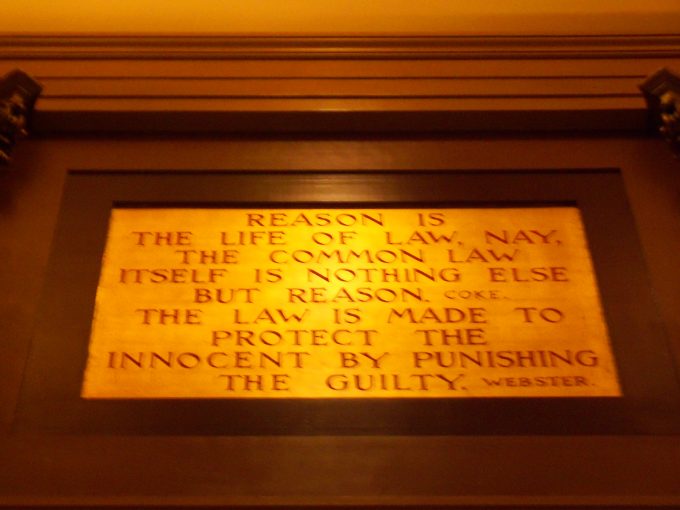 REASON IS
THE LIFE OF LAW, NAY,
THE COMMON LAW
ITSELF IS NOTHING ELSE
BUT REASON. COKE.
THE LAW IS MADE TO
PROTECT THE
INNOCENT BY PUNISHING
THE GUILTY. WEBSTER.